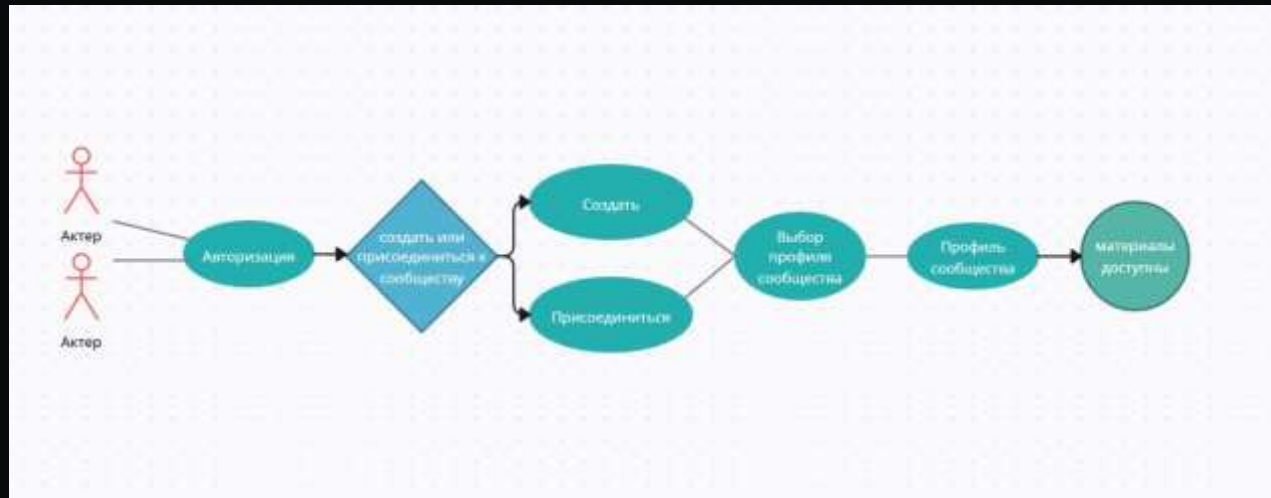 Актер
Актер
Авторизация
создать или
присоединиться к
сообществу
Создать
Присоединиться
Выбор
профиля
сообщества
Профиль
сообщества
материалы
доступны